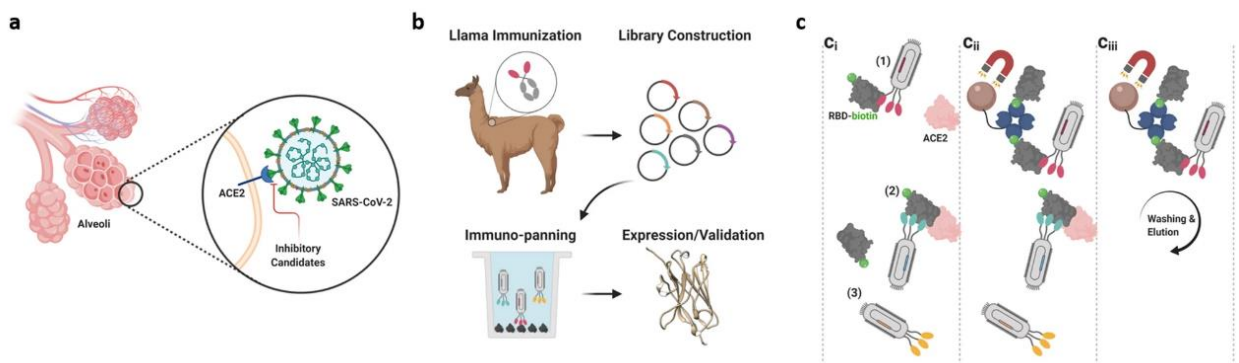 a
Alveoli
ACE2
SARS-CoV-2
Inhibitory
Candidates
b
Llama Immunization
Library Construction
Immuno-panning
Expression/Validation
c
Ci
Cii
Ciii
(1)
RBD-biotin
ACE2
(2)
Washing &
Elution
(3)